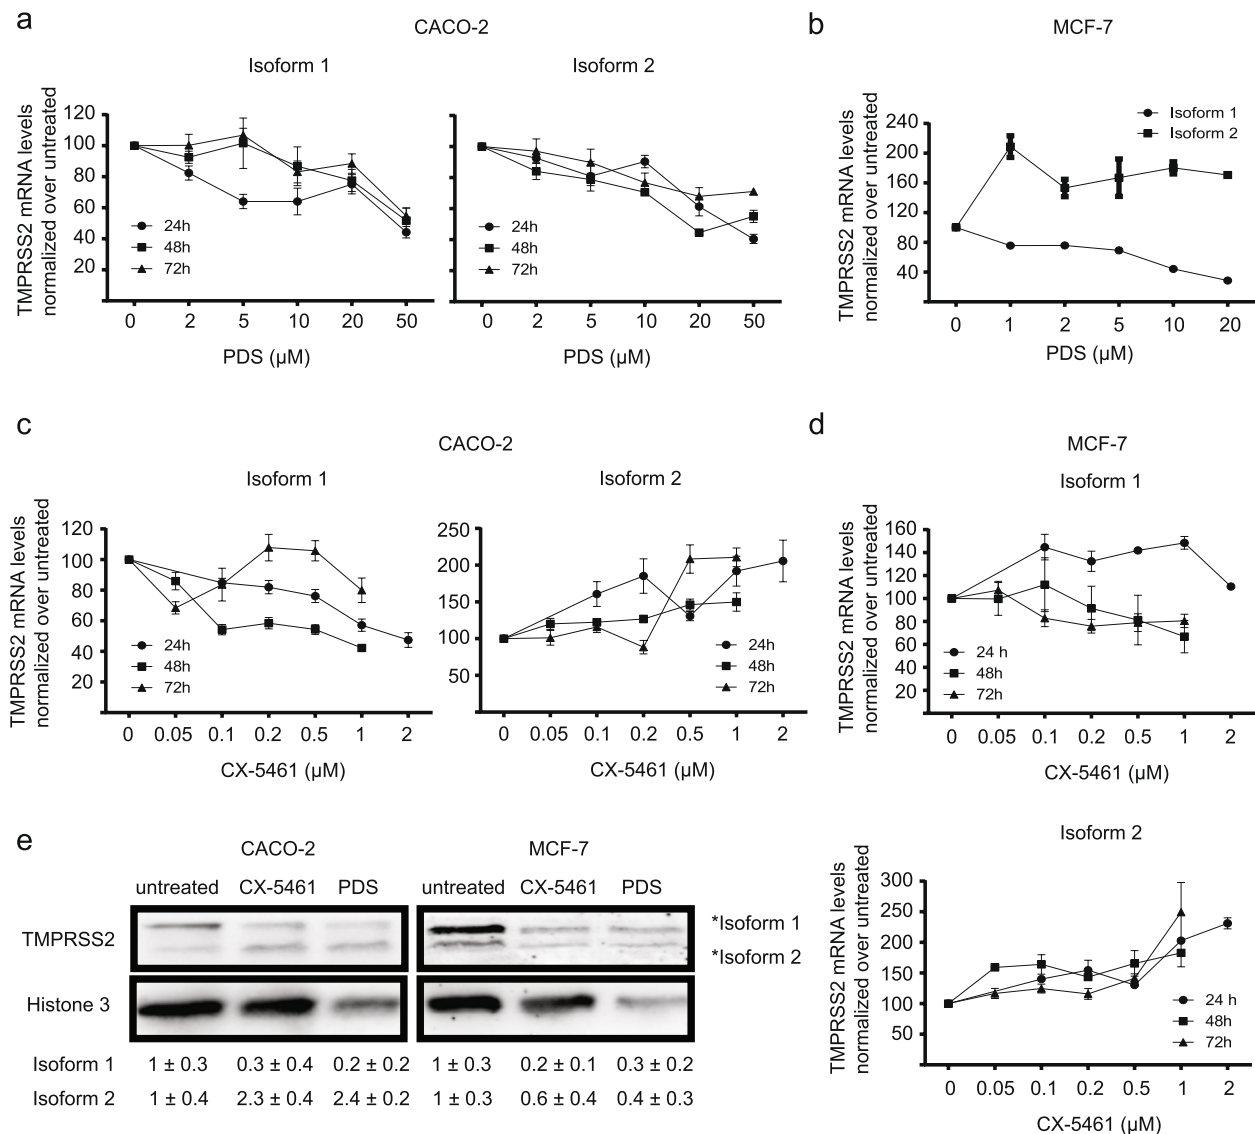 a
CACO-2
Isoform 1
Isoform 2
TMPRSS2 mRNA levels
normalized over untreated
120
100
80
60
40
20
24h
48h
72h
0 2 5 10 20 50
PDS (µM)
0 2 5 10 20 50
PDS (µM)
24h
48h
72h
b
MCF-7
Isoform 1
Isoform 2
TMPRSS2 mRNA levels
normalized over untreated
240
200
160
120
80
40
0 1 2 5 10 20
PDS (µM)
c
CACO-2
Isoform 1
TMPRSS2 mRNA levels
normalized over untreated
120
100
80
60
40
20
24h
48h
72h
0 0.05 0.1 0.2 0.5 1 2
CX-5461 (µM)
Isoform 2
250
200
150
100
50
24h
48h
72h
0 0.05 0.1 0.2 0.5 1 2
CX-5461 (µM)
d
MCF-7
Isoform 1
TMPRSS2 mRNA levels
normalized over untreated
160
140
120
100
80
60
40
20
24 h
48h
72h
0 0.05 0.1 0.2 0.5 1 2
CX-5461 (µM)
Isoform 2
TMPRSS2 mRNA levels
normalized over untreated
300
250
200
150
100
50
24 h
48h
72h
0 0.05 0.1 0.2 0.5 1 2
CX-5461 (µM)
e
CACO-2 MCF-7
untreated CX-5461 PDS untreated CX-5461 PDS
TMPRSS2
*Isoform 1
*Isoform 2
Histone 3
Isoform 1 1 ± 0.3 0.3 ± 0.4 0.2 ± 0.2 1 ± 0.3 0.2 ± 0.1 0.3 ± 0.2
Isoform 2 1 ± 0.4 2.3 ± 0.4 2.4 ± 0.2 1 ± 0.3 0.6 ± 0.4 0.4 ± 0.3